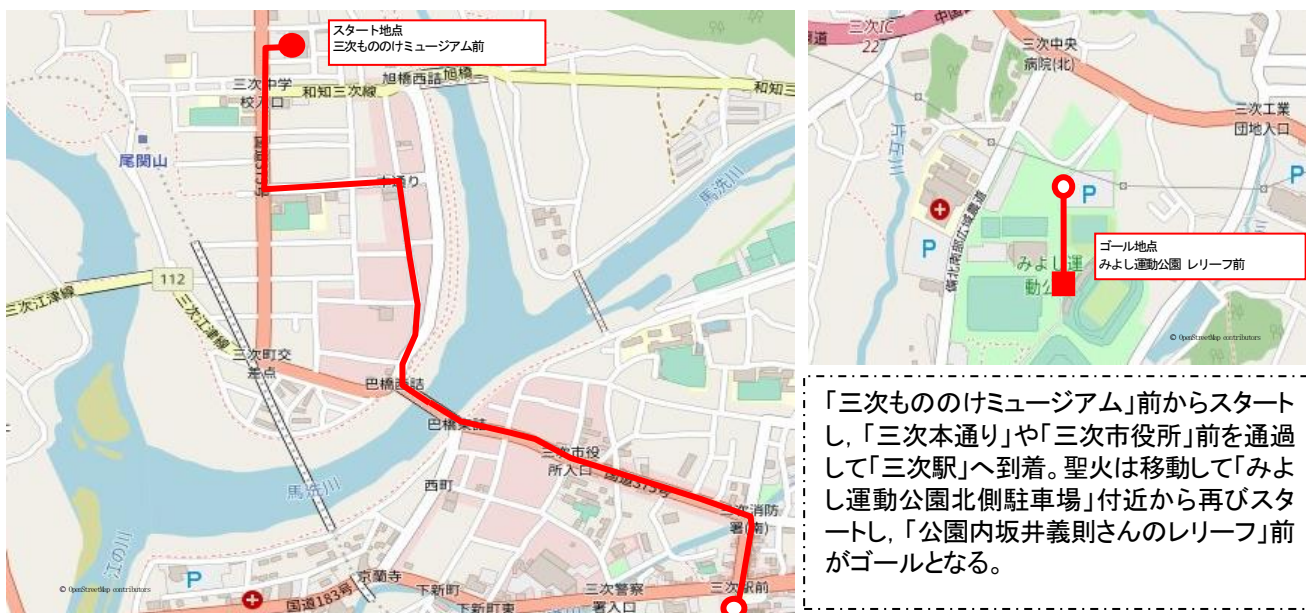 スタート地点
三次もののけミュージアム前
三次中学
校入口
和知三次線
旭橋西詰
旭橋
和知三
尾関山
本通り
馬洗川
112
三次江津線
三次江津線
三次町交
差点
巴橋西詰
巴橋東詰
三次市役
所入口
国道375号
西町
馬洗川
三次消防
署(南)
江の川
P
京蘭寺
下新町
三次警察
署入口
三次駅前
国道183号
下新町東
© OpenStreetMap contributors
三次IC
22
中国
道
三次中央
病院(北)
三次工業
団地入口
片丘川
備北南部広域農道
P
P
P
ゴール地点
みよし運動公園 レリーフ前
みよし運
動公
© OpenStreetMap contributors
「三次もののけミュージアム」前からスタート
し,「三次本通り」や「三次市役所」前を通過
して「三次駅」へ到着。聖火は移動して「みよ
し運動公園北側駐車場」付近から再びスタ
ートし,「公園内坂井義則さんのレリーフ」前
がゴールとなる。